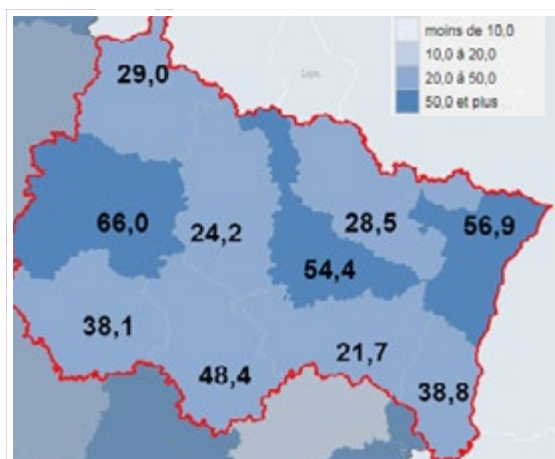 moins de 10,0
10,0 à 20,0
20,0 à 50,0
50,0 et plus
Lux.
29,0
66,0
24,2
28,5
56,9
54,4
38,1
48,4
21,7
38,8